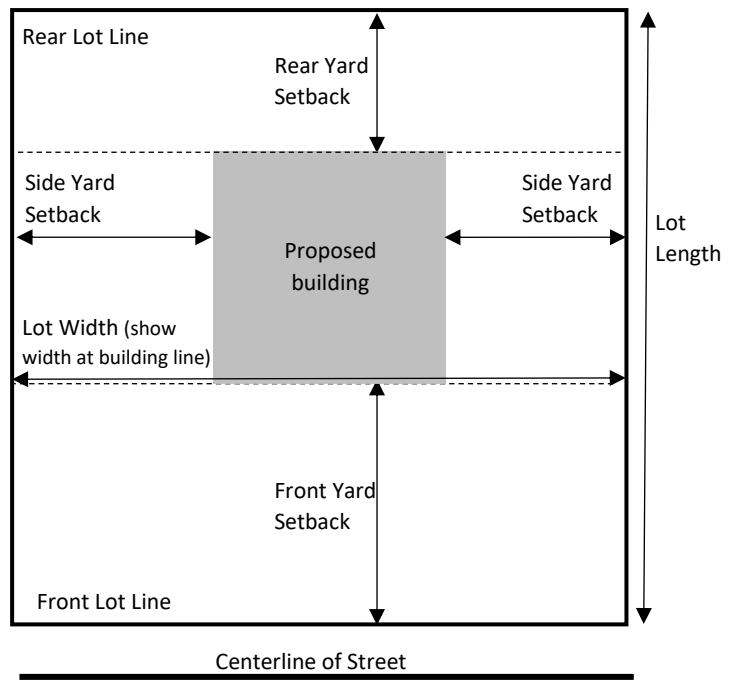 Rear Lot Line
Rear Yard
Setback
Side Yard
Setback
Side Yard
Setback
Lot
Length
Proposed
building
Lot Width (show
width at building line)
Front Yard
Setback
Front Lot Line
Centerline of Street